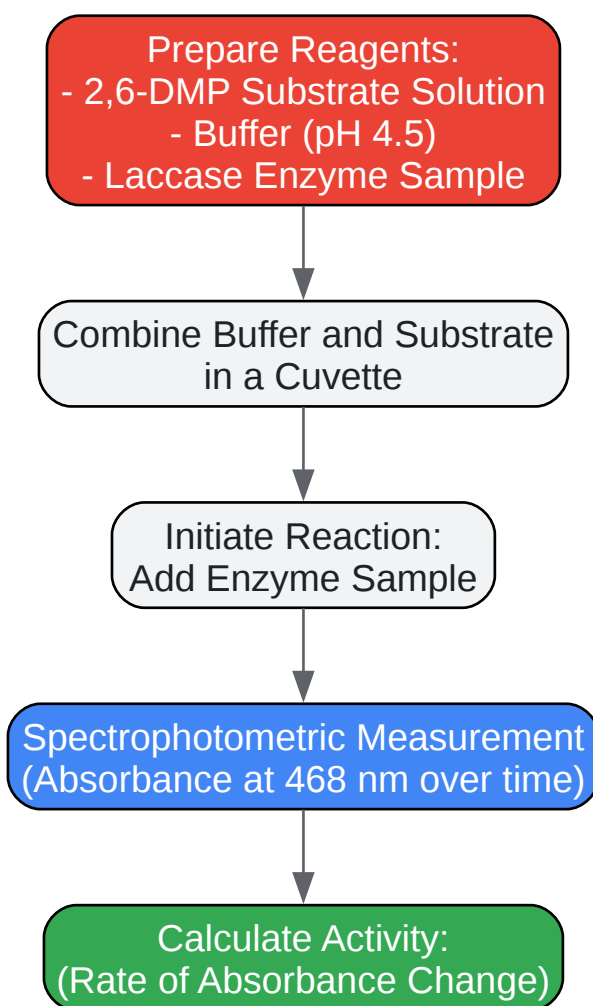 Prepare Reagents:
- 2,6-DMP Substrate Solution
- Buffer (pH 4.5)
- Laccase Enzyme Sample
Combine Buffer and Substrate
in a Cuvette
Initiate Reaction:
Add Enzyme Sample
Spectrophotometric Measurement
(Absorbance at 468 nm over time)
Calculate Activity:
(Rate of Absorbance Change)